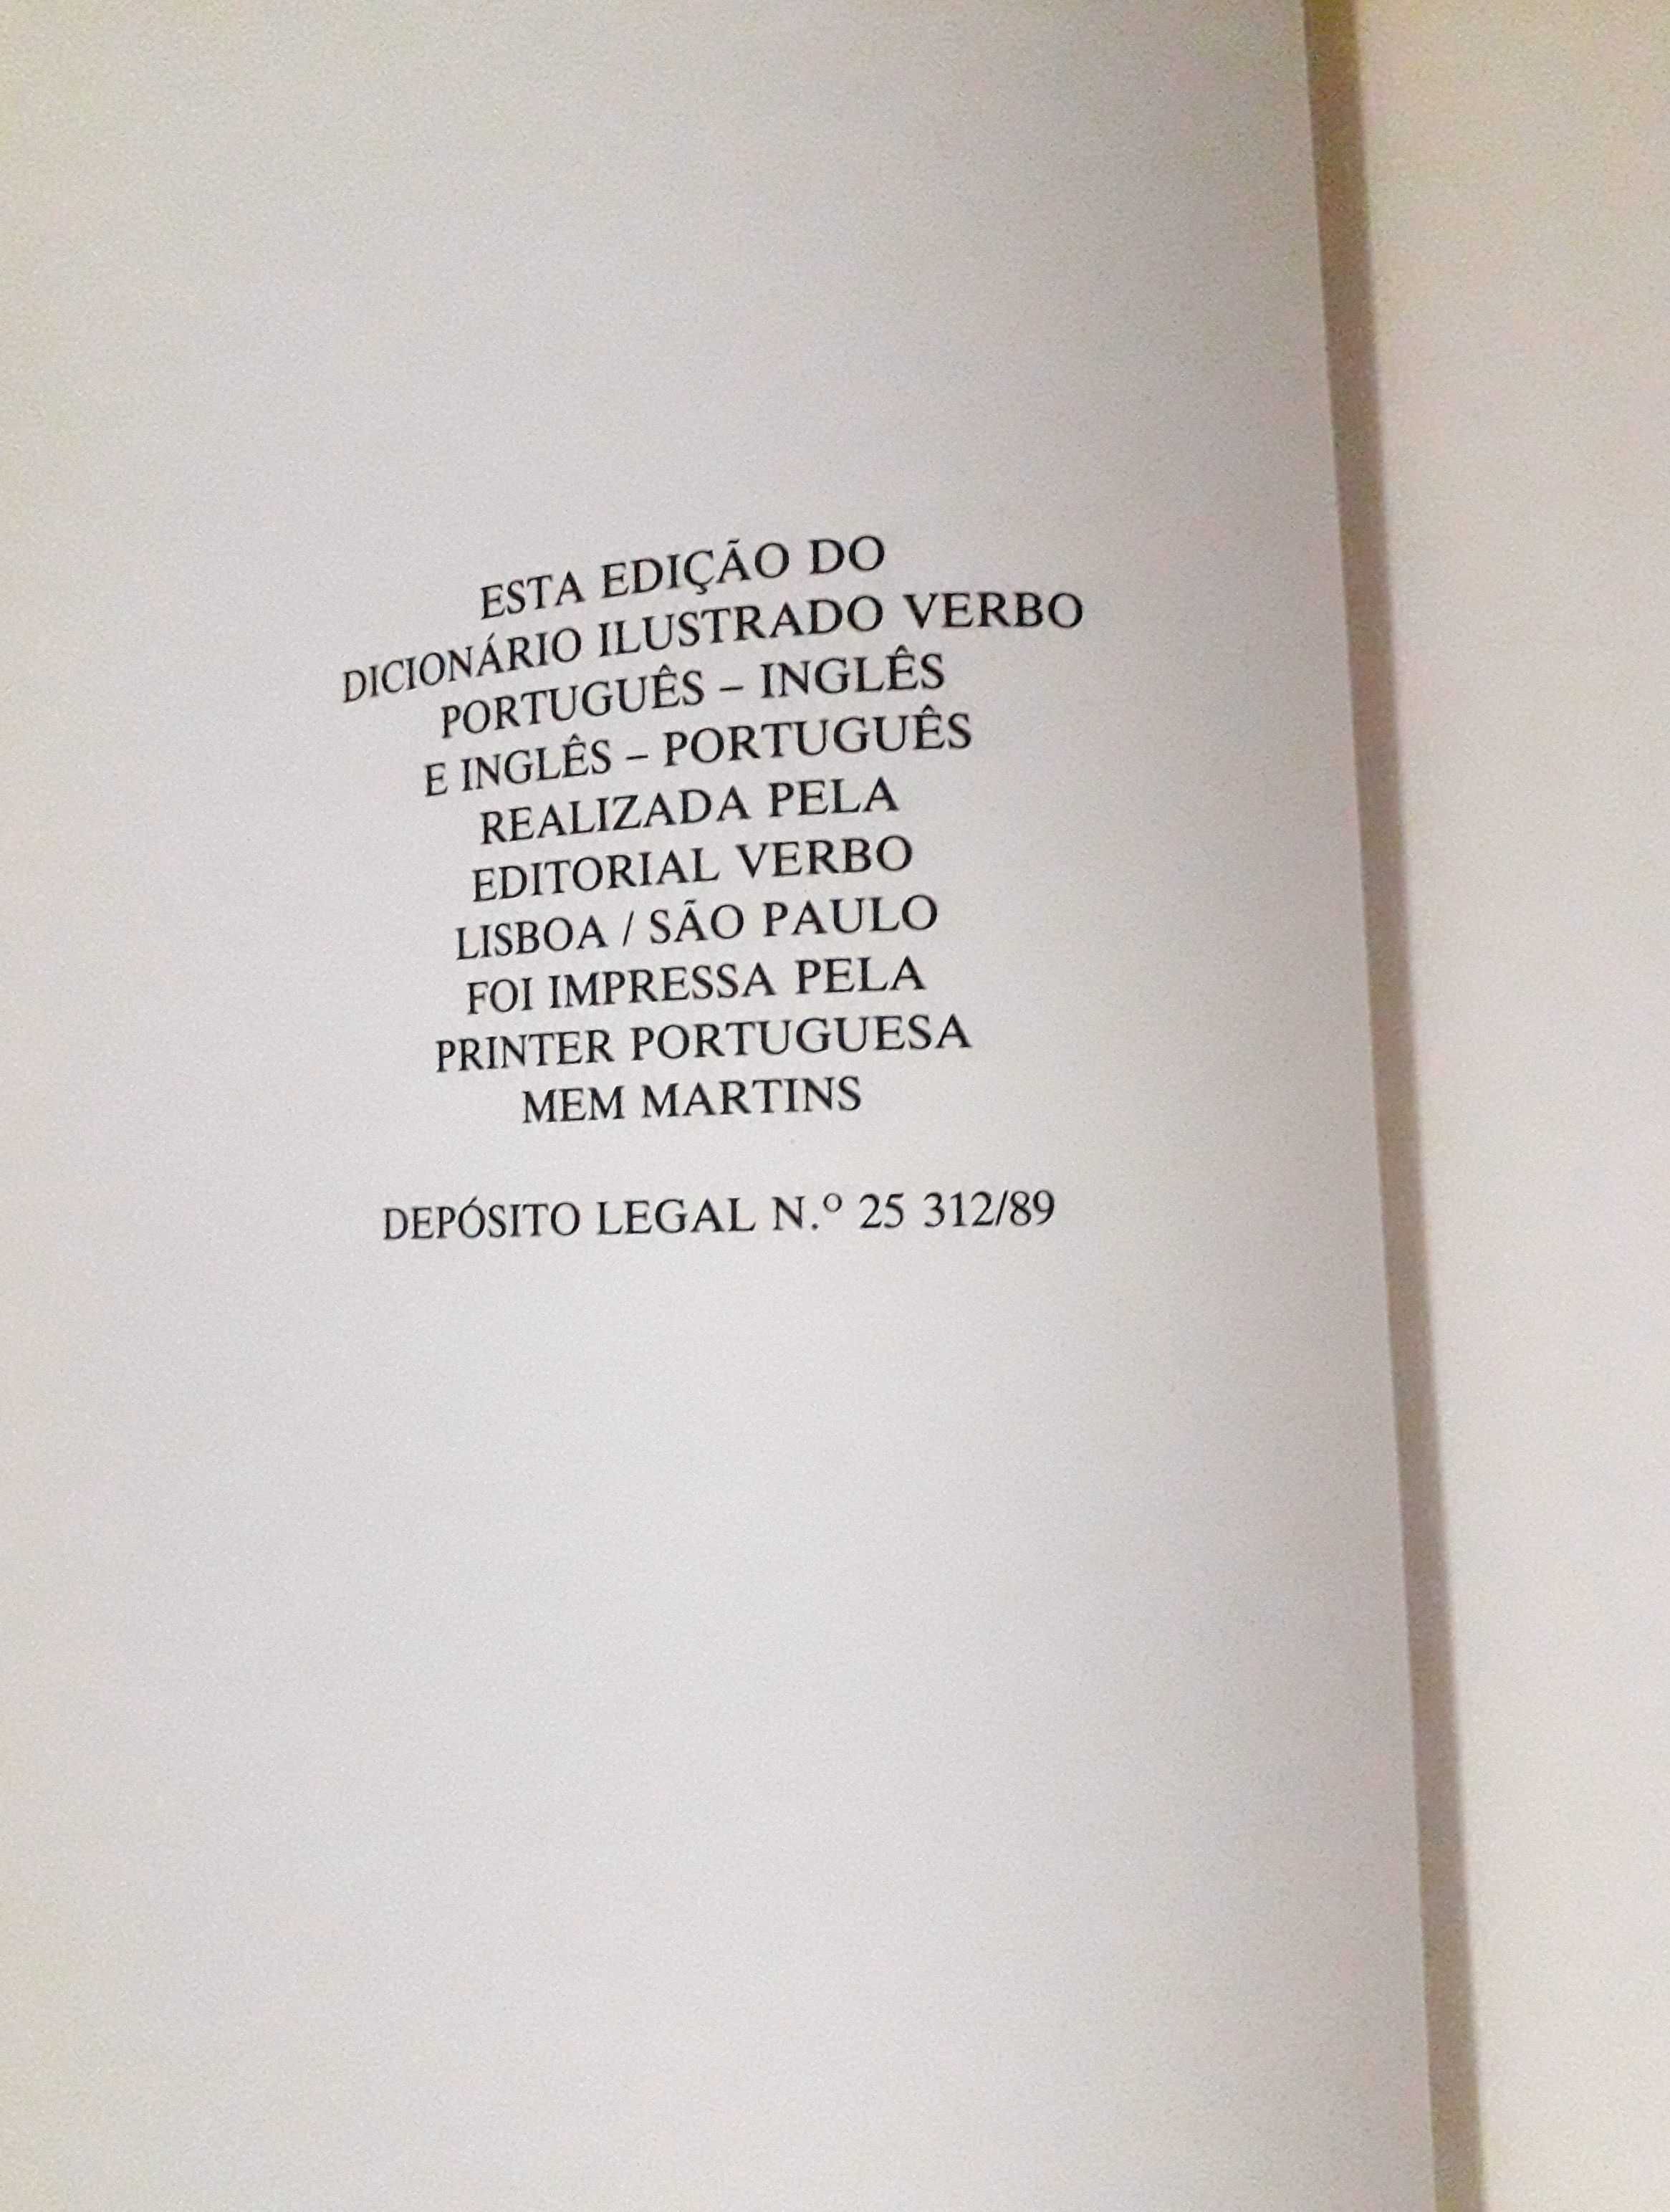 ESTA EDIÇÃO DO
DICIONÁRIO ILUSTRADO VERBO
PORTUGUÊS – INGLÊS
E INGLÊS – PORTUGUÊS
REALIZADA PELA
EDITORIAL VERBO
LISBOA / SÃO PAULO
FOI IMPRESSA PELA
PRINTER PORTUGUESA
MEM MARTINS
DEPÓSITO LEGAL N.º 25 312/89